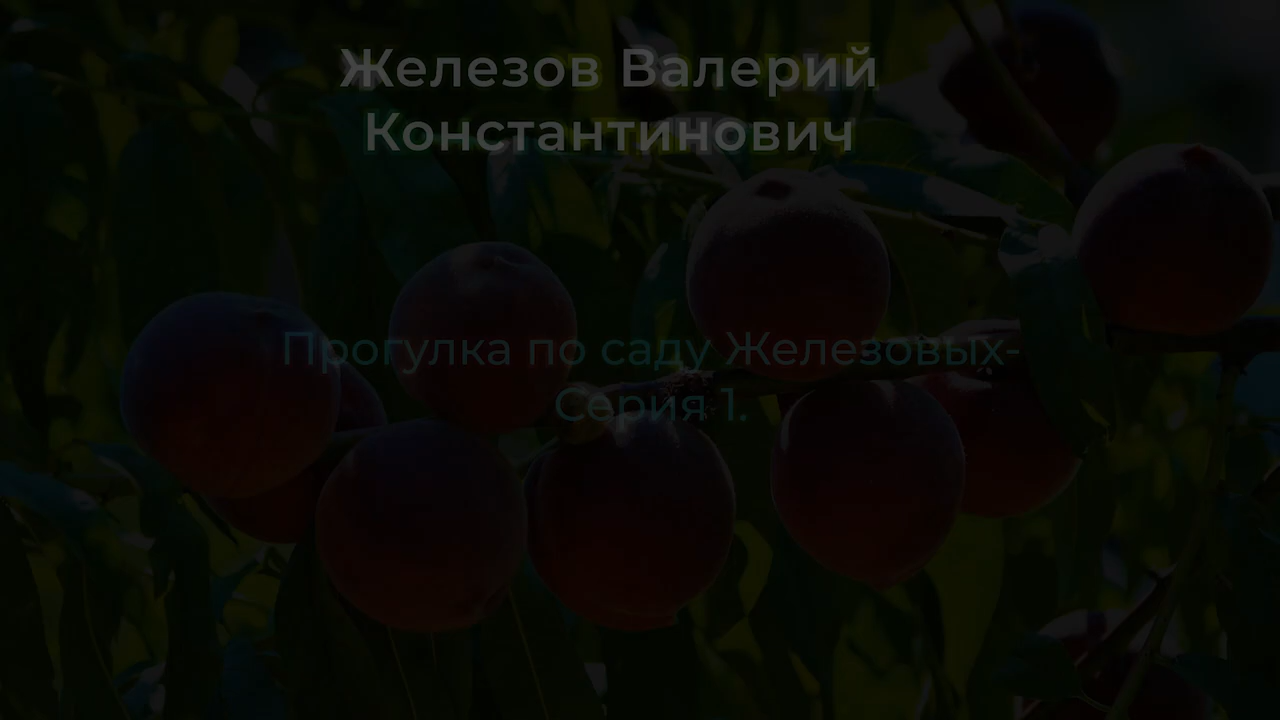 Железов Валерий
Константинович
Прогулка по саду Железовых-
Серия 1.